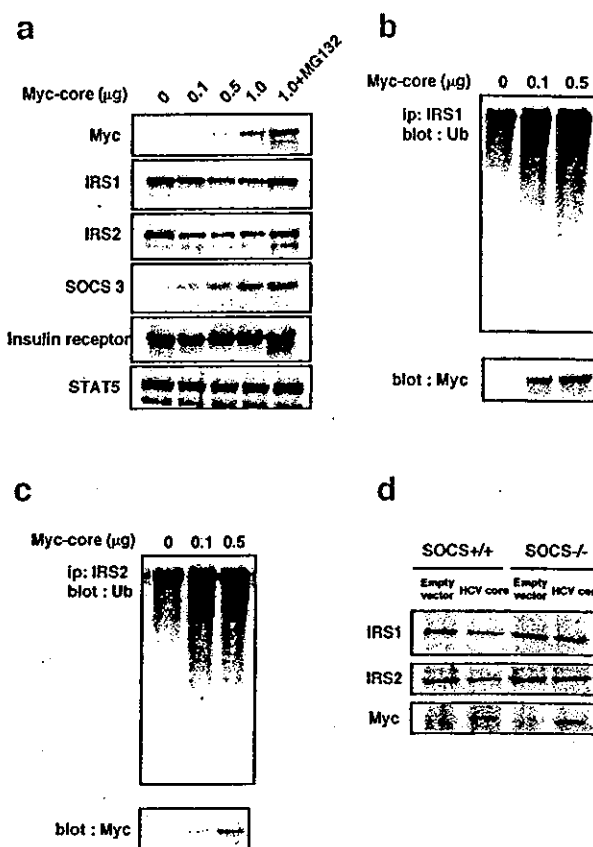 a
Myc-core (μg) 0 0.1 0.5 1.0 1.0+MG132
Myc
IRS1
IRS2
SOCS 3
Insulin receptor
STAT5
b
Myc-core (μg) 0 0.1 0.5
ip: IRS1
blot : Ub
blot : Myc
c
Myc-core (μg) 0 0.1 0.5
ip: IRS2
blot : Ub
blot : Myc
d
SOCS+/+ SOCS-/-
Empty vector HCV core Empty vector HCV core
IRS1
IRS2
Myc